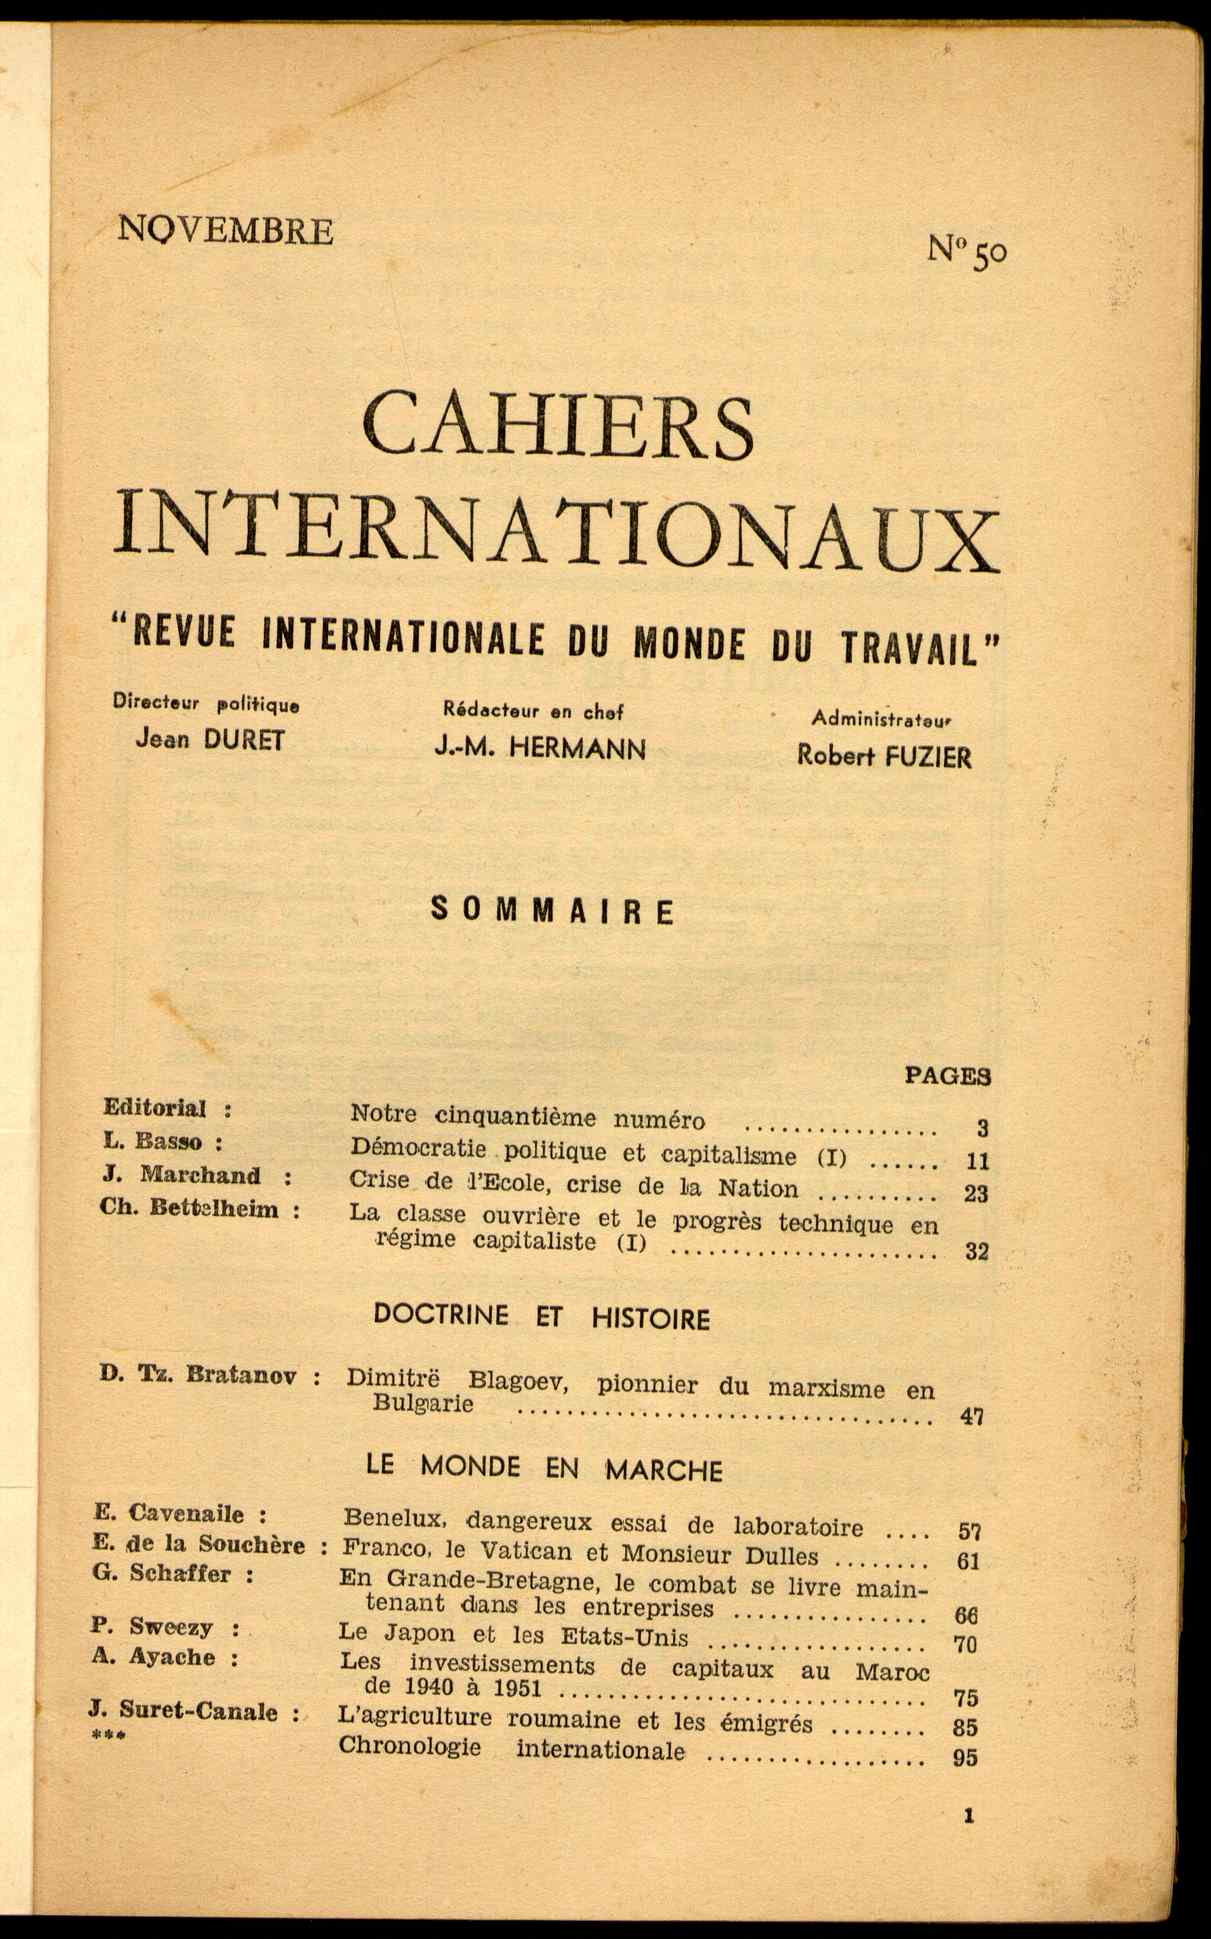 NOVEMBRE
Nº 50
CAHIERS
INTERNATIONAUX
"REVUE INTERNATIONALE DU MONDE DU TRAVAIL"
Directeur politique
Jean DURET
Rédacteur en chef
J.-M. HERMANN
Administrateur
Robert FUZIER
SOMMAIRE
PAGES
Editorial : Notre cinquantième numéro ................ 3
L. Basso : Démocratie politique et capitalisme (I) ...... 11
J. Marchand : Crise de l'Ecole, crise de la Nation .......... 23
Ch. Bettelheim : La classe ouvrière et le progrès technique en
régime capitaliste (I) ...................... 32
DOCTRINE ET HISTOIRE
D. Tz. Bratanov : Dimitrë Blagoev, pionnier du marxisme en
Bulgarie .................................. 47
LE MONDE EN MARCHE
E. Cavenaile : Benelux, dangereux essai de laboratoire .... 57
E. de la Souchère : Franco, le Vatican et Monsieur Dulles ........ 61
G. Schaffer : En Grande-Bretagne, le combat se livre main-
tenant dans les entreprises ................ 66
P. Sweezy : Le Japon et les Etats-Unis .................. 70
A. Ayache : Les investissements de capitaux au Maroc
de 1940 à 1951 .............................. 75
J. Suret-Canale : L'agriculture roumaine et les émigrés ........ 85
*** Chronologie internationale .................. 95
1